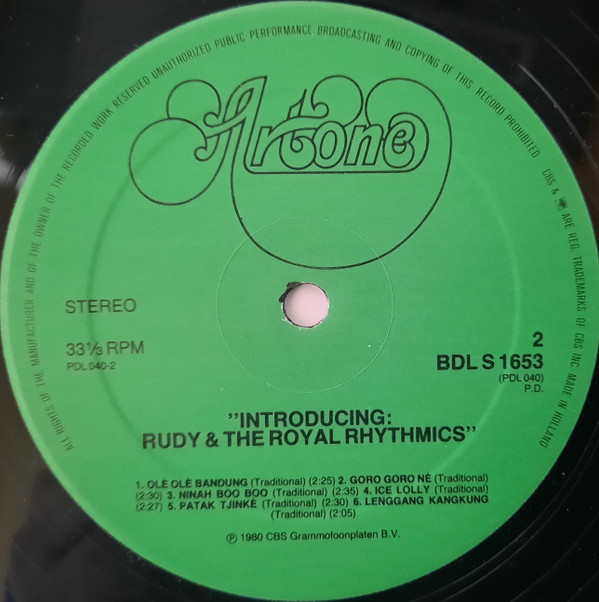 ALL RIGHTS OF THE MANUFACTURER AND OF THE OWNER OF THE RECORDED WORK RESERVED UNAUTHORIZED PUBLIC PERFORMANCE BROADCASTING AND COPYING OF THIS RECORD PROHIBITED CBS & ARE REG. TRADEMARKS OF CBS INC. MADE IN HOLLAND
Artone
STEREO
33⅓ RPM
PDL 040-2
2
BDL S 1653
(PDL 040)
P.D.
"INTRODUCING:
RUDY & THE ROYAL RHYTHMICS"
1. OLÈ OLÈ BANDUNG (Traditional) (2:25) 2. GORO GORO NÈ (Traditional)
(2:30) 3. NINAH BOO BOO (Traditional) (2:35) 4. ICE LOLLY (Traditional)
(2:27) 5. PATAK TJINKÈ (Traditional) (2:30) 6. LENGGANG KANGKUNG
(Traditional) (2:05)
℗ 1980 CBS Grammofoonplaten B.V.